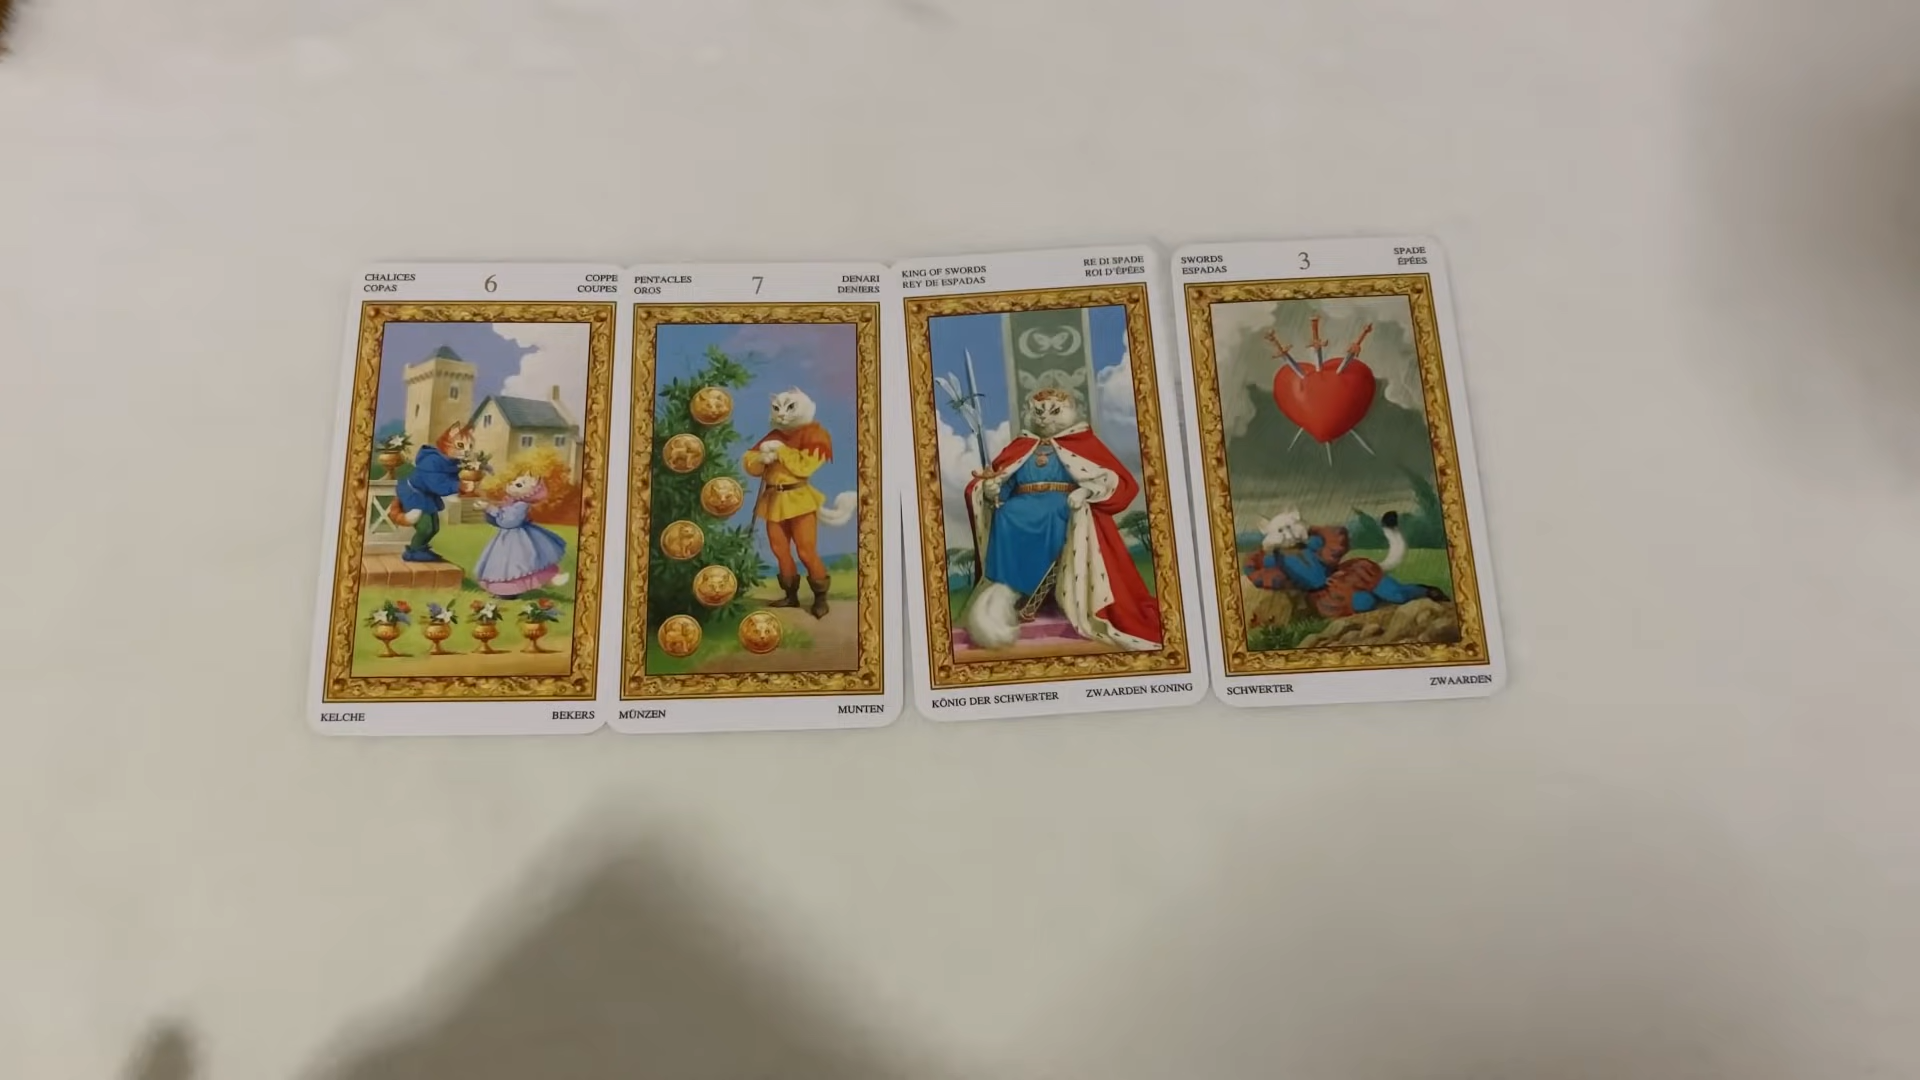 CHALICES
COPAS
6
COPPE
COUPES
KELCHE
BEKERS
PENTACLES
OROS
7
DENARI
DENIERS
MÜNZEN
MUNTEN
KING OF SWORDS
REY DE ESPADAS
RE DI SPADE
ROI D'ÉPÉES
KÖNIG DER SCHWERTER
ZWAARDEN KONING
SWORDS
ESPADAS
3
SPADE
ÉPÉES
SCHWERTER
ZWAARDEN